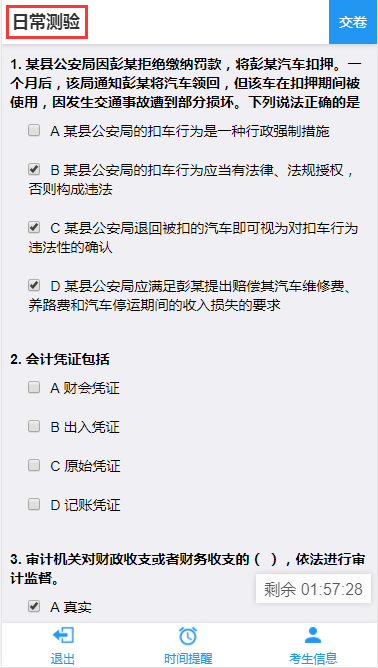 日常测验
交卷
1. 某县公安局因彭某拒绝缴纳罚款，将彭某汽车扣押。一
个月后，该局通知彭某将汽车领回，但该车在扣押期间被
使用，因发生交通事故遭到部分损坏。下列说法正确的是
A 某县公安局的扣车行为是一种行政强制措施
B 某县公安局的扣车行为应当有法律、法规授权，
否则构成违法
C 某县公安局退回被扣的汽车即可视为对扣车行为
违法性的确认
D 某县公安局应满足彭某提出赔偿其汽车维修费、
养路费和汽车停运期间的收入损失的要求
2. 会计凭证包括
A 财会凭证
B 出入凭证
C 原始凭证
D 记账凭证
3. 审计机关对财政收支或者财务收支的（ ），依法进行审
计监督。
剩余 01:57:28
A 真实
退出
时间提醒
考生信息